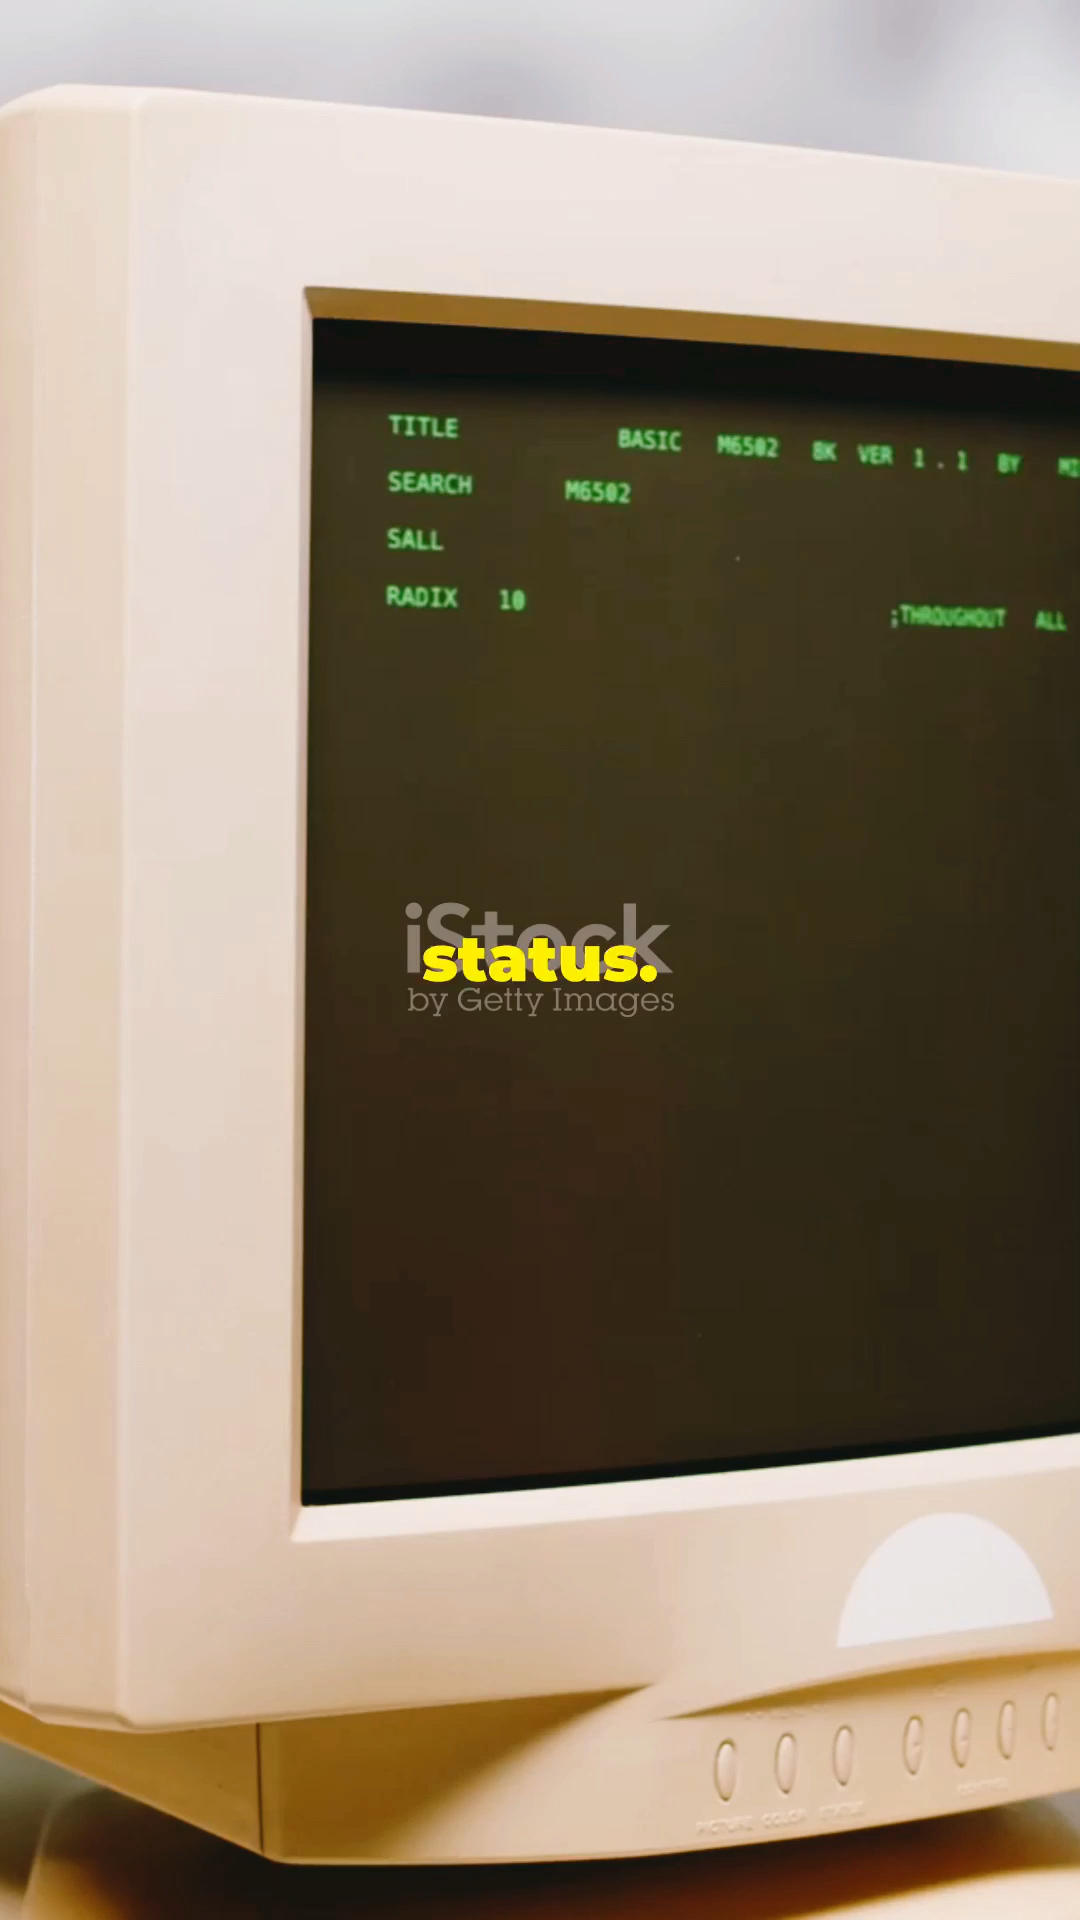 TITLE BASIC M6502 8K VER 1.1 BY
SEARCH M6502
SALL
RADIX 10 ;THROUGHOUT ALL
iStock
status.
by Getty Images